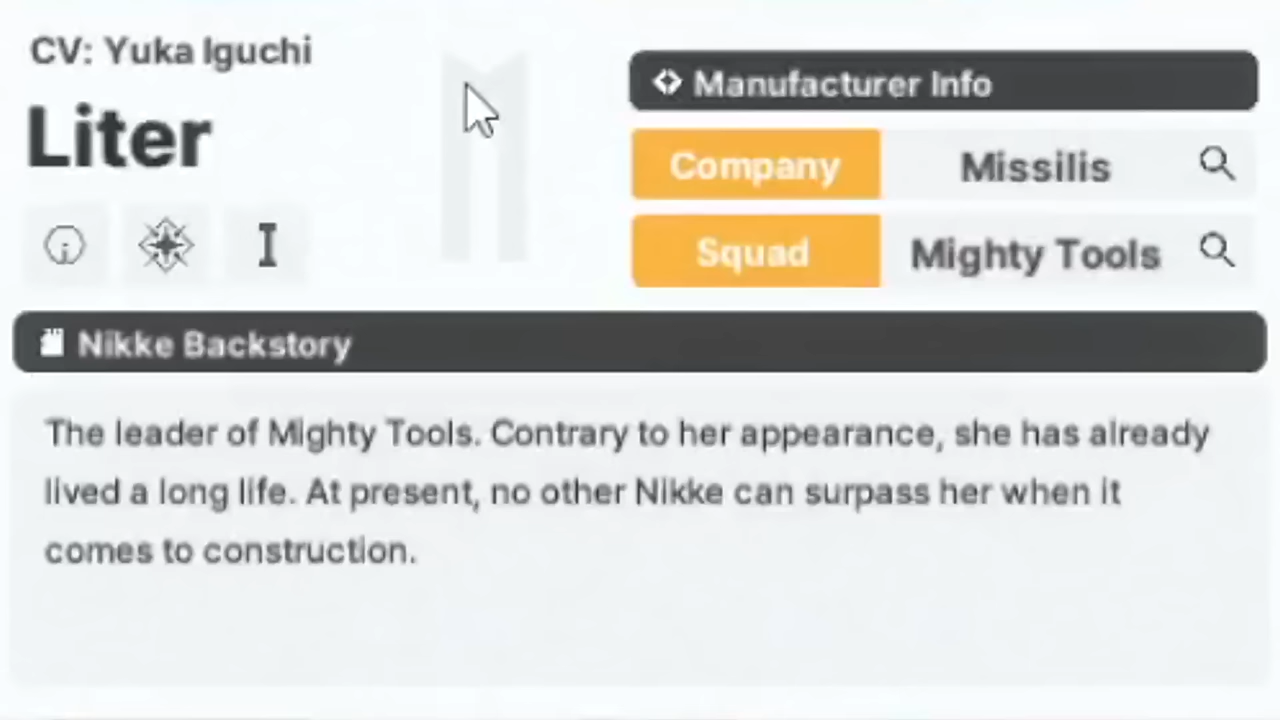 CV: Yuka Iguchi
Liter
I
Manufacturer Info
Company Missilis
Squad Mighty Tools
Nikke Backstory
The leader of Mighty Tools. Contrary to her appearance, she has already
lived a long life. At present, no other Nikke can surpass her when it
comes to construction.